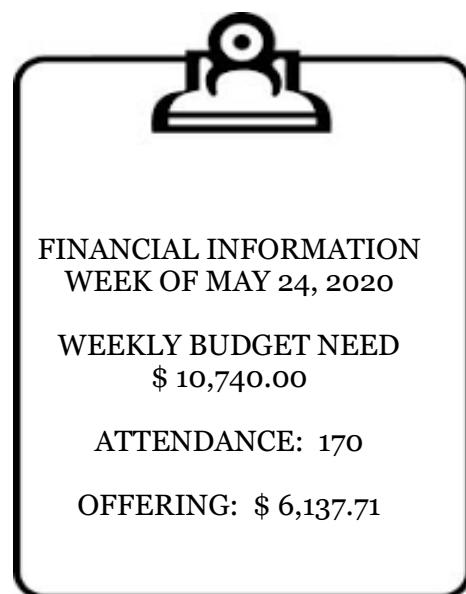 FINANCIAL INFORMATION
WEEK OF MAY 24, 2020
WEEKLY BUDGET NEED
$ 10,740.00
ATTENDANCE:  170
OFFERING:  $ 6,137.71